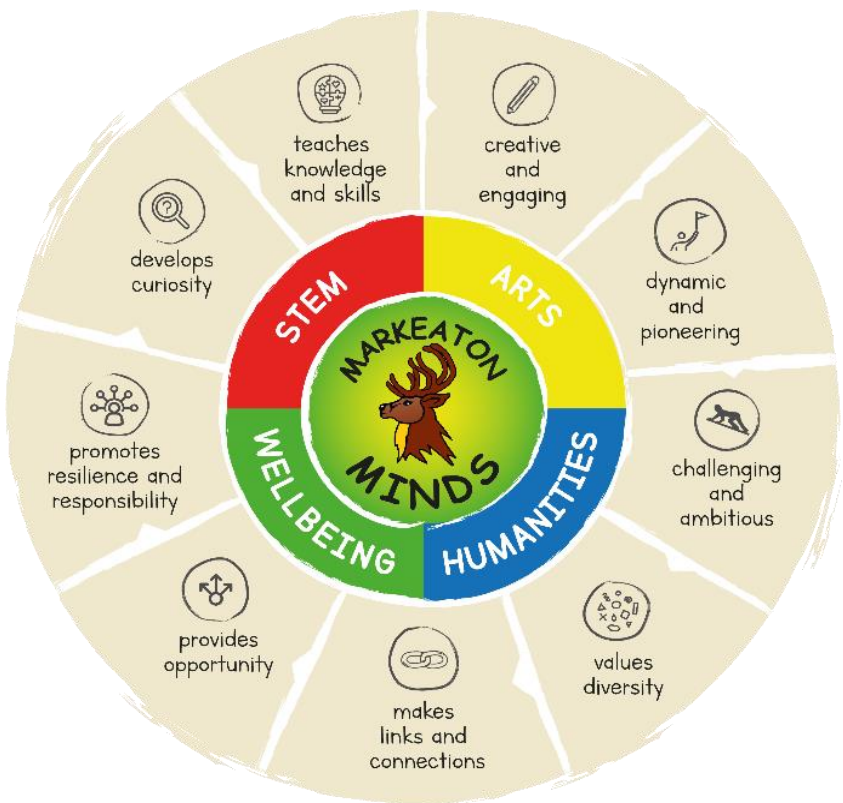 MARKEATON
MINDS
STEM
ARTS
HUMANITIES
WELLBEING
creative
and
engaging
dynamic
and
pioneering
challenging
and
ambitious
values
diversity
makes
links and
connections
provides
opportunity
promotes
resilience and
responsibility
develops
curiosity
teaches
knowledge
and skills